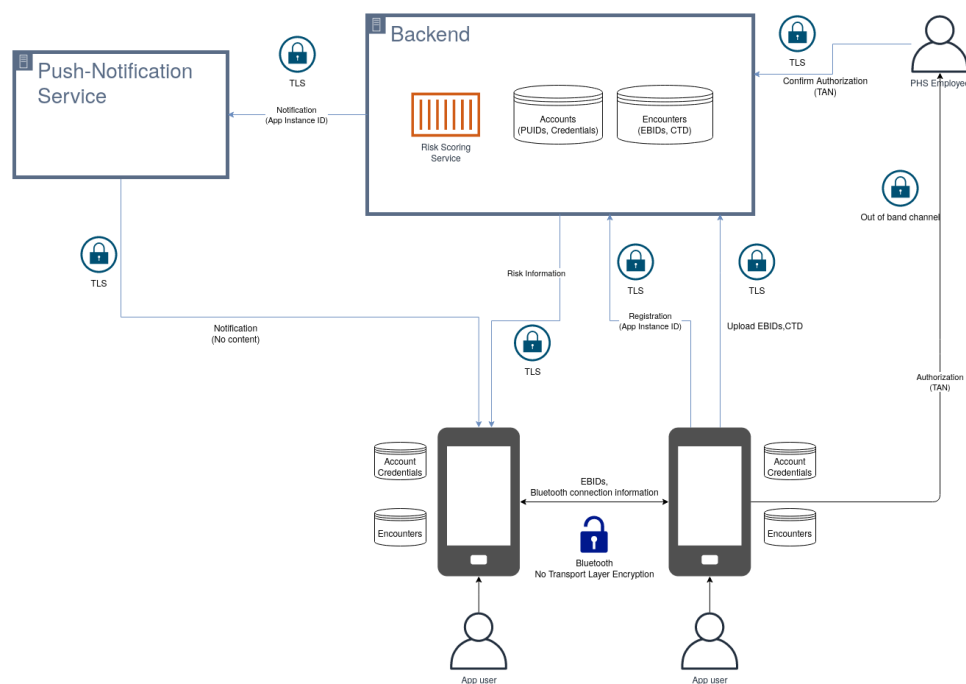 Push-Notification
Service
TLS
Notification
(App Instance ID)
Backend
Risk Scoring
Service
Accounts
(PUIDs, Credentials)
Encounters
(EBIDs, CTD)
TLS
Confirm Authorization
(TAN)
PHS Employee
Out of band channel
TLS
Risk Information
TLS
TLS
Notification
(No content)
Registration
(App Instance ID)
Upload EBIDs,CTD
TLS
Authorization
(TAN)
Account
Credentials
Encounters
EBIDs,
Bluetooth connection information
Bluetooth
No Transport Layer Encryption
Account
Credentials
Encounters
App user
App user